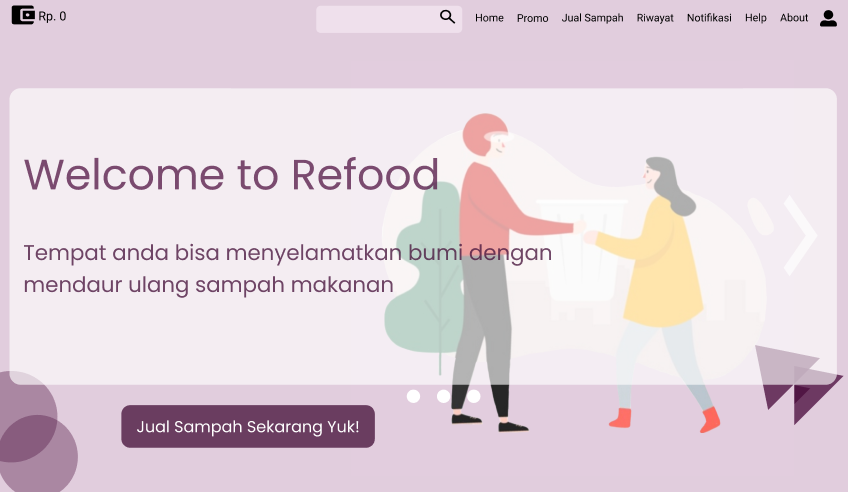 Rp. 0
Home Promo Jual Sampah Riwayat Notifikasi Help About
Welcome to Refood
Tempat anda bisa menyelamatkan bumi dengan
mendaur ulang sampah makanan
Jual Sampah Sekarang Yuk!